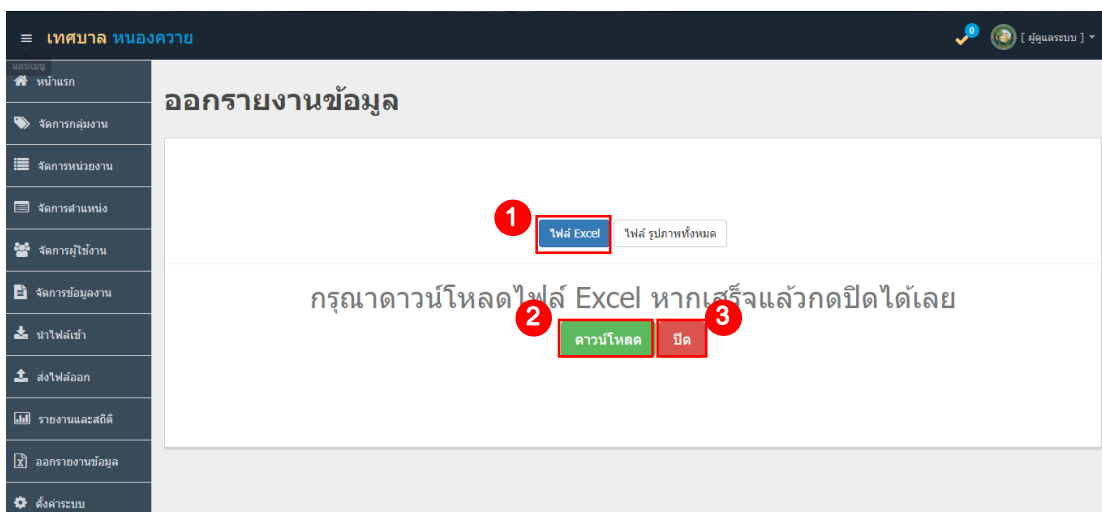 ≡ เทศบาล หนองควาย
0 [ ผู้ดูแลระบบ ]
แถบเมนู
หน้าแรก
ออกรายงานข้อมูล
จัดการกลุ่มงาน
จัดการหน่วยงาน
จัดการตำแหน่ง
จัดการผู้ใช้งาน
จัดการข้อมูลงาน
นำไฟล์เข้า
ส่งไฟล์ออก
รายงานและสถิติ
ออกรายงานข้อมูล
ตั้งค่าระบบ
1
ไฟล์ Excel ไฟล์ รูปภาพทั้งหมด
กรุณาดาวน์โหลดไฟล์ Excel หากเสร็จแล้วกดปิดได้เลย
2 3
ดาวน์โหลด ปิด